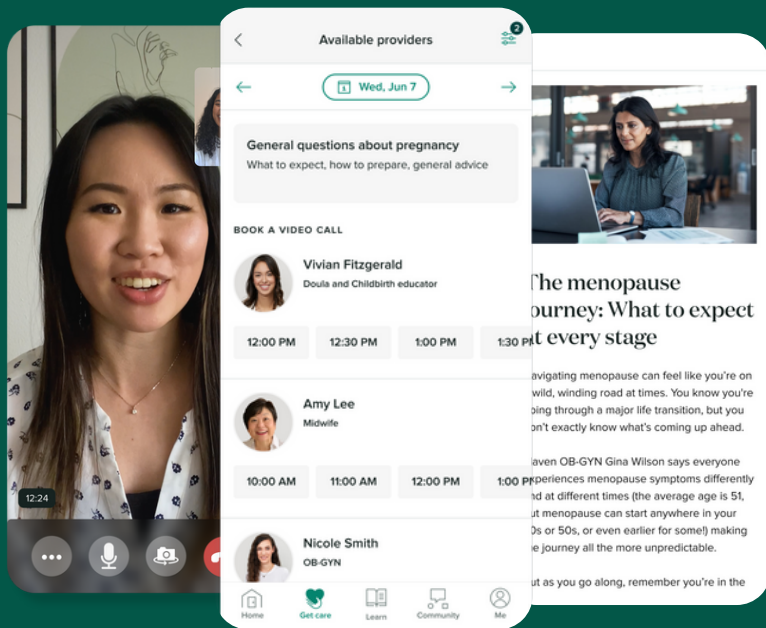 12:24
Available providers
2
Wed, Jun 7
General questions about pregnancy
What to expect, how to prepare, general advice
BOOK A VIDEO CALL
Vivian Fitzgerald
Doula and Childbirth educator
12:00 PM
12:30 PM
1:00 PM
1:30 P
Amy Lee
Midwife
10:00 AM
11:00 AM
12:00 PM
1:00 P
Nicole Smith
OB-GYN
Home
Get care
Learn
Community
Me
The menopause
ourney: What to expect
t every stage
avigating menopause can feel like you're on
wild, winding road at times. You know you're
oing through a major life transition, but you
on't exactly know what's coming up ahead.
aven OB-GYN Gina Wilson says everyone
xperiences menopause symptoms differently
nd at different times (the average age is 51,
ut menopause can start anywhere in your
0s or 50s, or even earlier for some!) making
e journey all the more unpredictable.
ut as you go along, remember you're in the